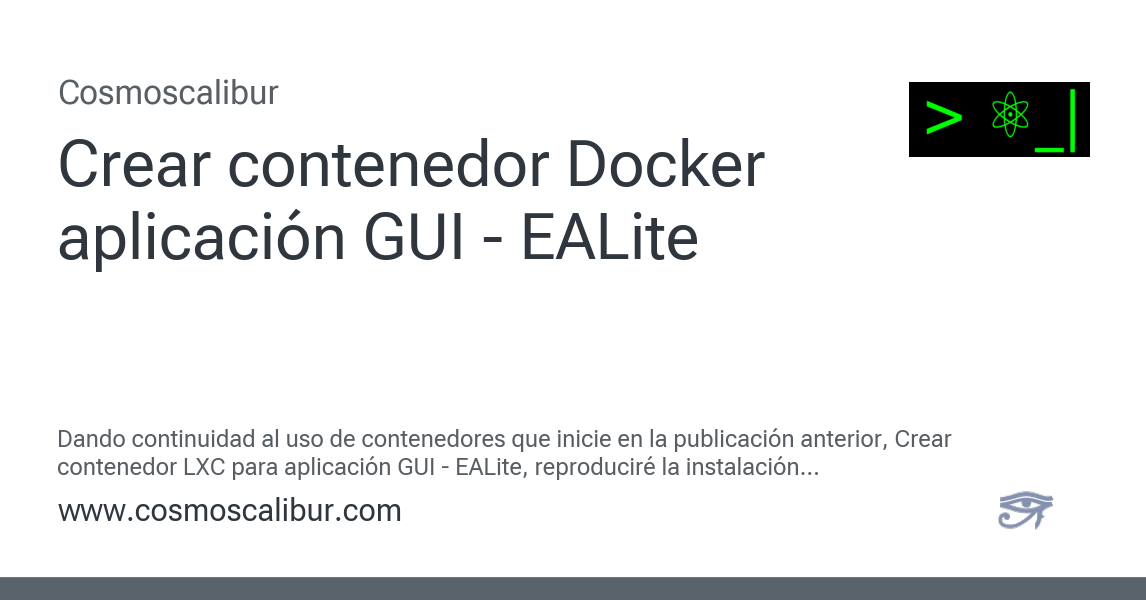 Cosmoscalibur
> _|
Crear contenedor Docker
aplicación GUI - EALite
Dando continuidad al uso de contenedores que inicie en la publicación anterior, Crear
contenedor LXC para aplicación GUI - EALite, reproduciré la instalación...
www.cosmoscalibur.com